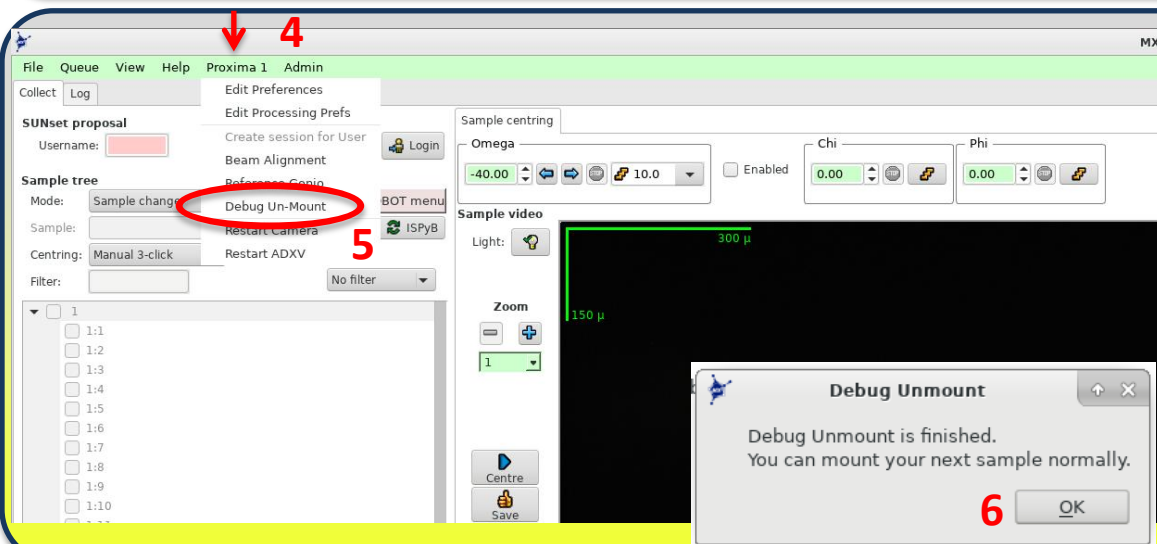 4
MX
File Queue View Help Proxima 1 Admin
Collect Log
Edit Preferences
Edit Processing Prefs
Create session for User
Beam Alignment
Debug Un-Mount
Restart Camera
Restart ADXV
5
SUNset proposal
Username:
Login
Sample tree
Mode: Sample change
BOT menu
Sample:
ISPyB
Centring: Manual 3-click
Filter:
No filter
1
1:1
1:2
1:3
1:4
1:5
1:6
1:7
1:8
1:9
1:10
Sample centring
Omega
-40.00
STOP
10.0
Enabled
Chi
0.00
STOP
Phi
0.00
STOP
Sample video
Light:
300 µ
150 µ
Zoom
1
Centre
Save
Debug Unmount
Debug Unmount is finished.
You can mount your next sample normally.
6
OK